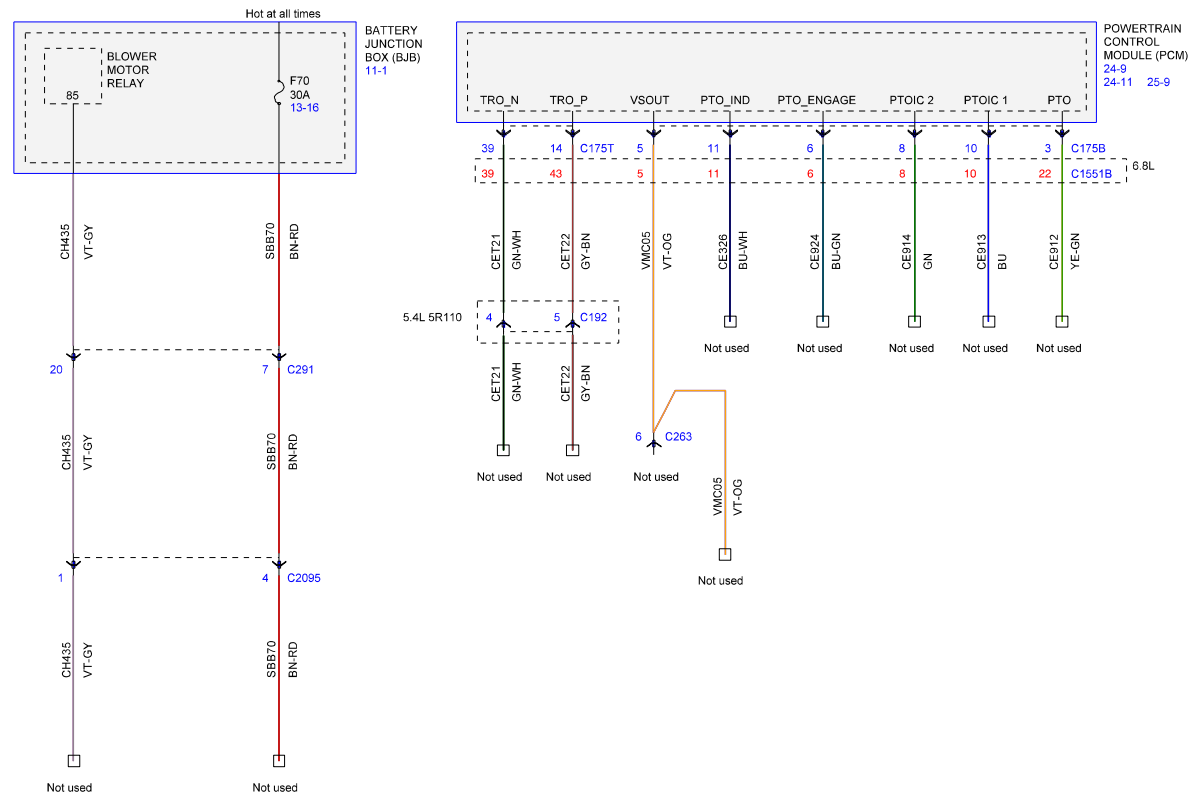 Hot at all times
BATTERY
JUNCTION
BOX (BJB)
11-1
BLOWER
MOTOR
RELAY
85
F70
30A
13-16
POWERTRAIN
CONTROL
MODULE (PCM)
24-9
24-11 25-9
TRO_N TRO_P VSOUT PTO_IND PTO_ENGAGE PTOIC 2 PTOIC 1 PTO
39 14 C175T 5 11 6 8 10 3 C175B
6.8L
39 43 5 11 6 8 10 22 C1551B
CH435 VT-GY SBB70 BN-RD
CET21 GN-WH CET22 GY-BN VMC05 VT-OG CE326 BU-WH CE924 BU-GN CE914 GN CE913 BU CE912 YE-GN
5.4L 5R110 4 5 C192
Not used Not used Not used Not used Not used
20 7 C291
CET21 GN-WH CET22 GY-BN
6 C263
CH435 VT-GY SBB70 BN-RD
Not used Not used Not used
VMC05 VT-OG
1 4 C2095
Not used
CH435 VT-GY SBB70 BN-RD
Not used Not used